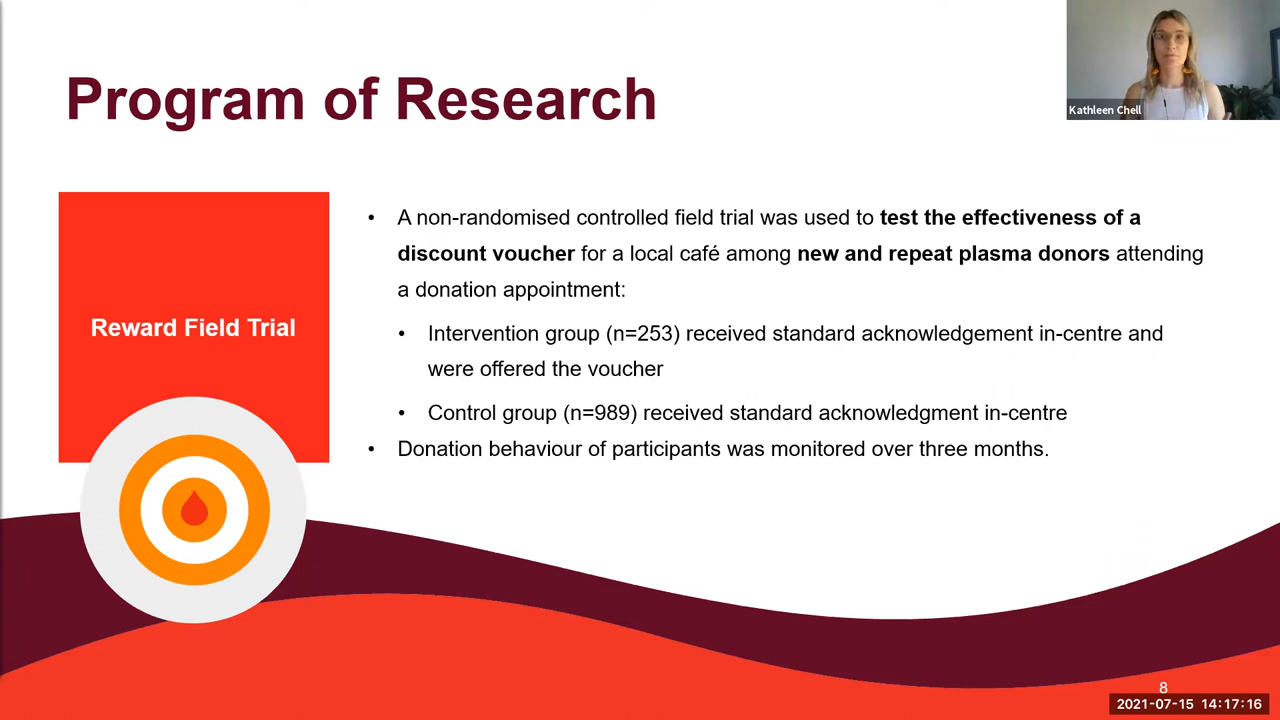 Program of Research
Kathleen Chell
Reward Field Trial
• A non-randomised controlled field trial was used to test the effectiveness of a
discount voucher for a local café among new and repeat plasma donors attending
a donation appointment:
• Intervention group (n=253) received standard acknowledgement in-centre and
were offered the voucher
• Control group (n=989) received standard acknowledgment in-centre
• Donation behaviour of participants was monitored over three months.
8
2021-07-15 14:17:16